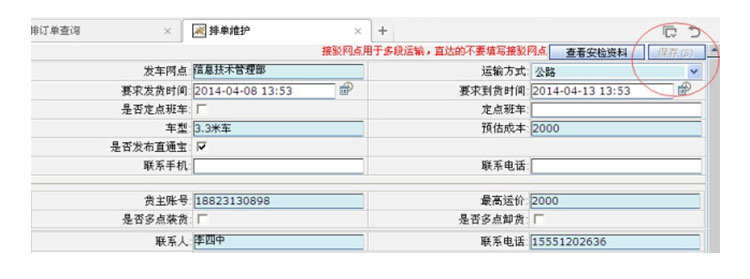 排订单查询 × 排单维护 × +
接驳网点用于多段运输，直达的不要填写接驳网点 查看安检资料 保存(S)
发车网点: 信息技术管理部 运输方式: 公路
要求发货时间: 2014-04-08 13:53 要求到货时间: 2014-04-13 13:53
是否定点班车: 定点班车:
车型: 3.3米车 预估成本: 2000
是否发布直通宝:
联系手机: 联系电话:
货主账号: 18823130898 最高运价: 2000
是否多点装货: 是否多点卸货:
联系人: 李四中 联系电话: 15551202636